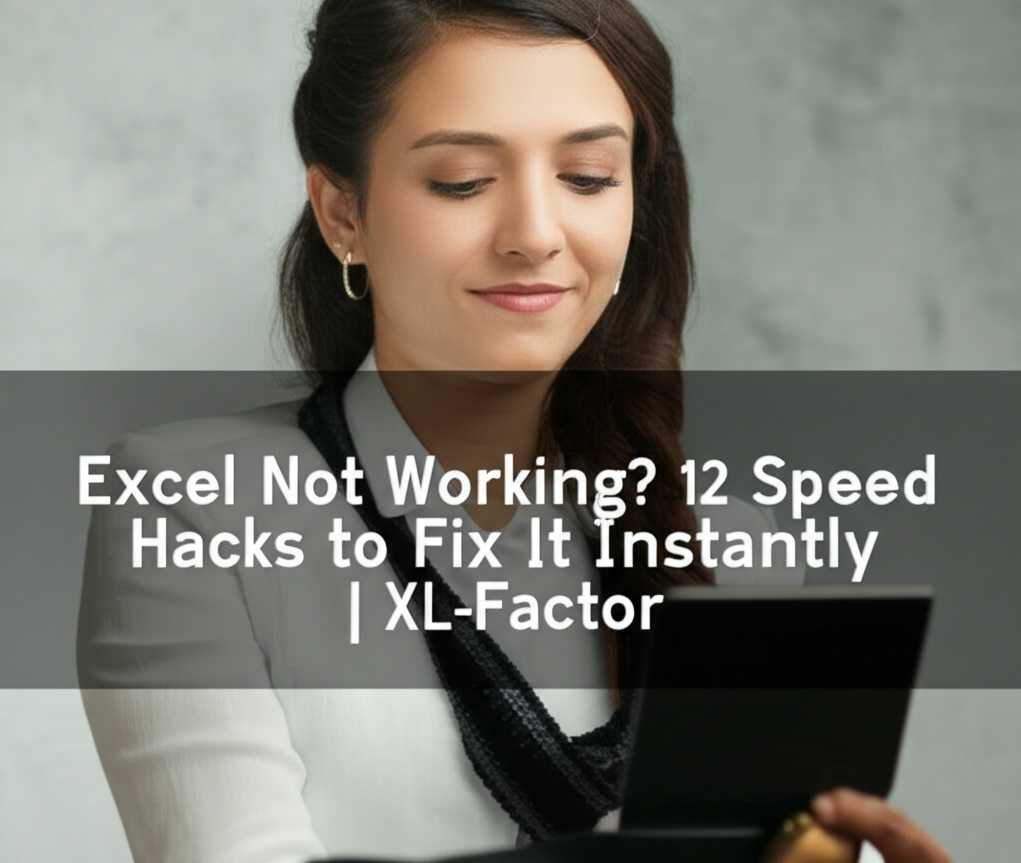 Excel Not Working? 12 Speed
Hacks to Fix It Instantly
| XL-Factor